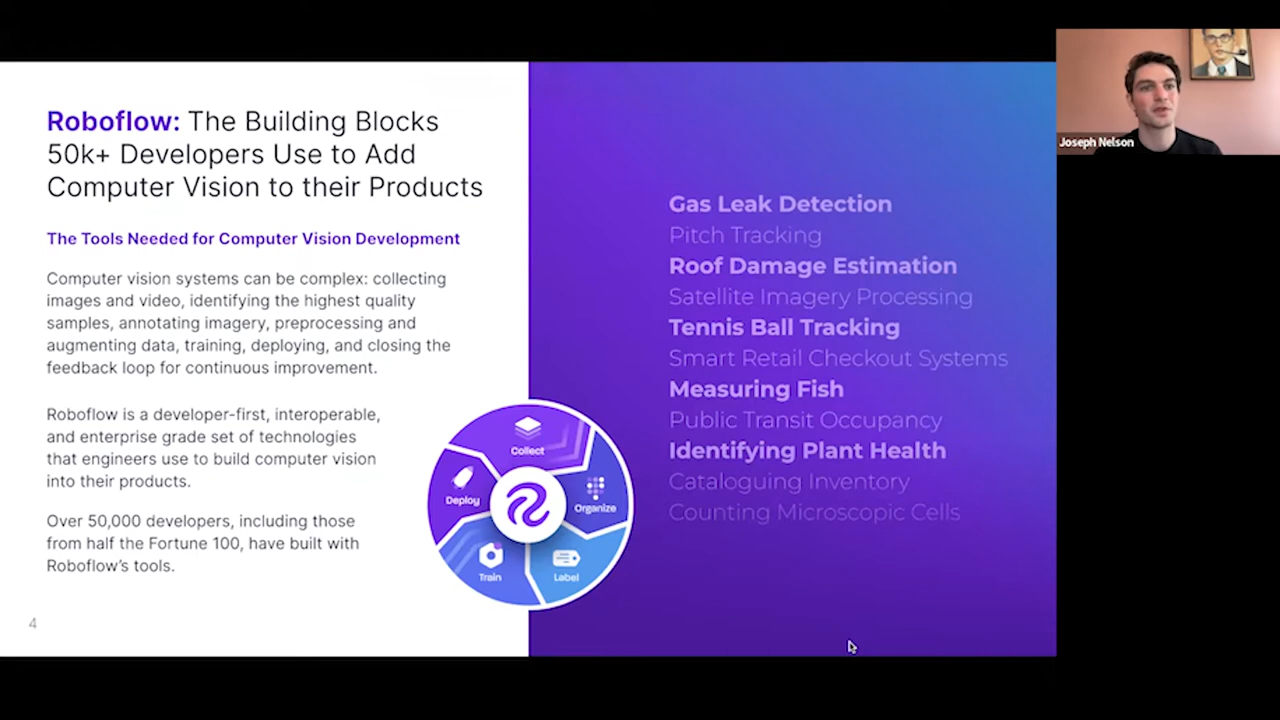 Roboflow: The Building Blocks
50k+ Developers Use to Add
Computer Vision to their Products
The Tools Needed for Computer Vision Development
Computer vision systems can be complex: collecting
images and video, identifying the highest quality
samples, annotating imagery, preprocessing and
augmenting data, training, deploying, and closing the
feedback loop for continuous improvement.
Roboflow is a developer-first, interoperable,
and enterprise grade set of technologies
that engineers use to build computer vision
into their products.
Over 50,000 developers, including those
from half the Fortune 100, have built with
Roboflow's tools.
4
Collect
Organize
Label
Train
Deploy
Gas Leak Detection
Pitch Tracking
Roof Damage Estimation
Satellite Imagery Processing
Tennis Ball Tracking
Smart Retail Checkout Systems
Measuring Fish
Public Transit Occupancy
Identifying Plant Health
Cataloguing Inventory
Counting Microscopic Cells
Joseph Nelson